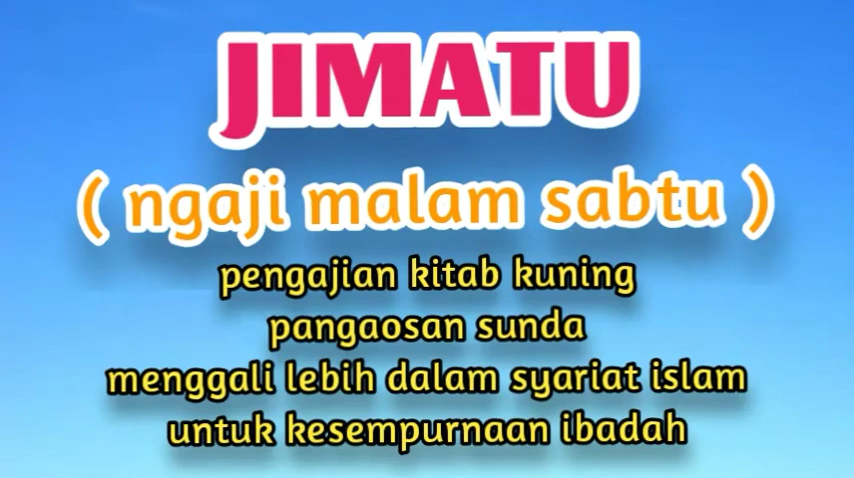 JIMATU
( ngaji malam sabtu )
pengajian kitab kuning
pangaosan sunda
menggali lebih dalam syariat islam
untuk kesempurnaan ibadah